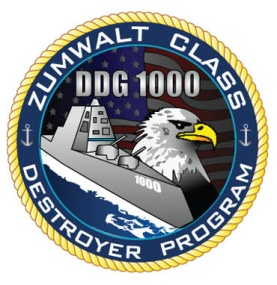 ZUMWALT CLASS
DDG 1000
1000
DESTROYER PROGRAM